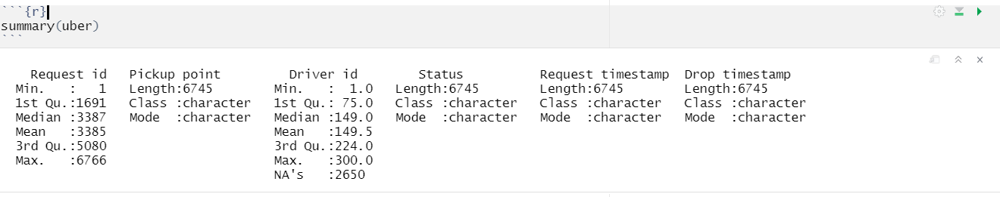 ```{r}
summary(uber)
```
  Request id   Pickup point         Driver id        Status          Request timestamp  Drop timestamp
Min.   :   1   Length:6745        Min.   :  1.0   Length:6745        Length:6745        Length:6745
1st Qu.:1691   Class :character   1st Qu.: 75.0   Class :character   Class :character   Class :character
Median :3387   Mode  :character   Median :149.0   Mode  :character   Mode  :character   Mode  :character
Mean   :3385                      Mean   :149.5
3rd Qu.:5080                      3rd Qu.:224.0
Max.   :6766                      Max.   :300.0
                                  NA's   :2650